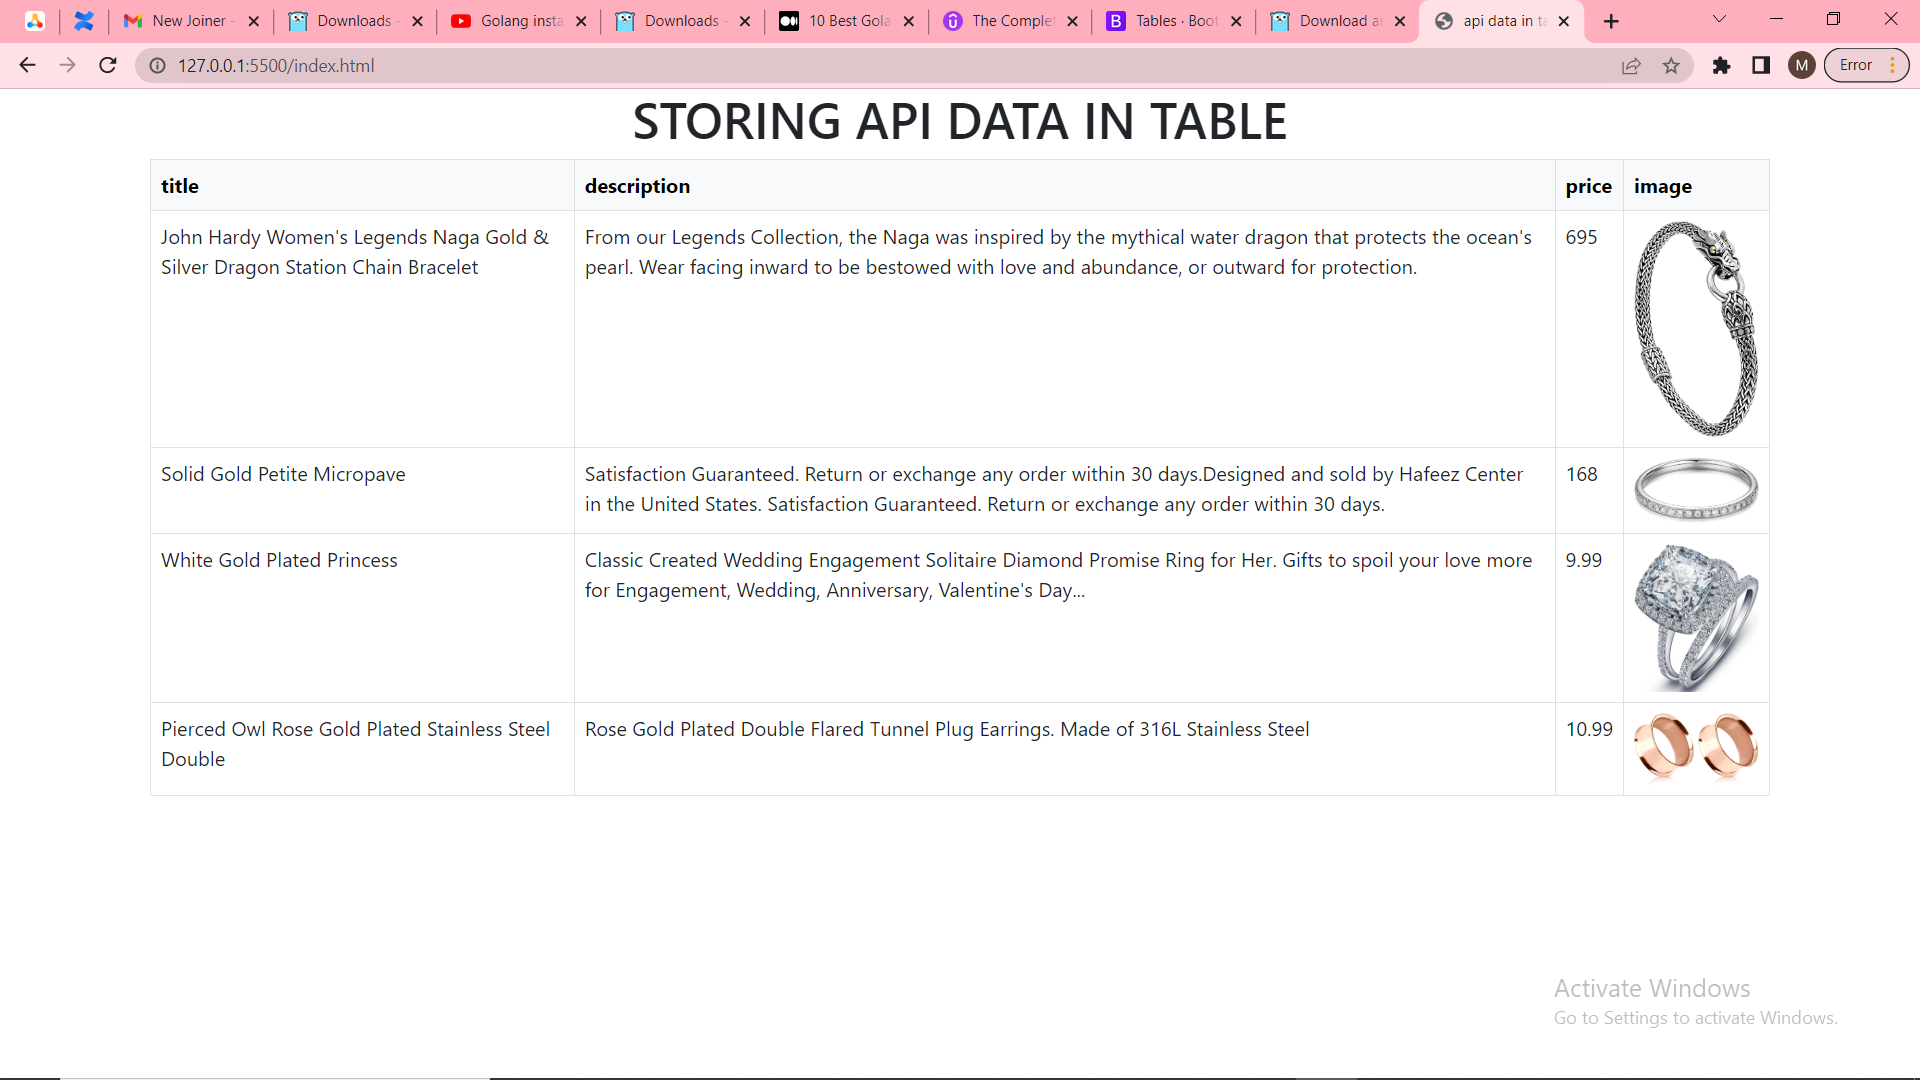 New Joiner -
Downloads -
Golang insta
Downloads -
10 Best Gola
The Complet
Tables · Boot
Download an
api data in ta
127.0.0.1:5500/index.html
M
Error
STORING API DATA IN TABLE
title
description
price
image
John Hardy Women's Legends Naga Gold &
Silver Dragon Station Chain Bracelet
From our Legends Collection, the Naga was inspired by the mythical water dragon that protects the ocean's
pearl. Wear facing inward to be bestowed with love and abundance, or outward for protection.
695
Solid Gold Petite Micropave
Satisfaction Guaranteed. Return or exchange any order within 30 days.Designed and sold by Hafeez Center
in the United States. Satisfaction Guaranteed. Return or exchange any order within 30 days.
168
White Gold Plated Princess
Classic Created Wedding Engagement Solitaire Diamond Promise Ring for Her. Gifts to spoil your love more
for Engagement, Wedding, Anniversary, Valentine's Day...
9.99
Pierced Owl Rose Gold Plated Stainless Steel
Double
Rose Gold Plated Double Flared Tunnel Plug Earrings. Made of 316L Stainless Steel
10.99
Activate Windows
Go to Settings to activate Windows.